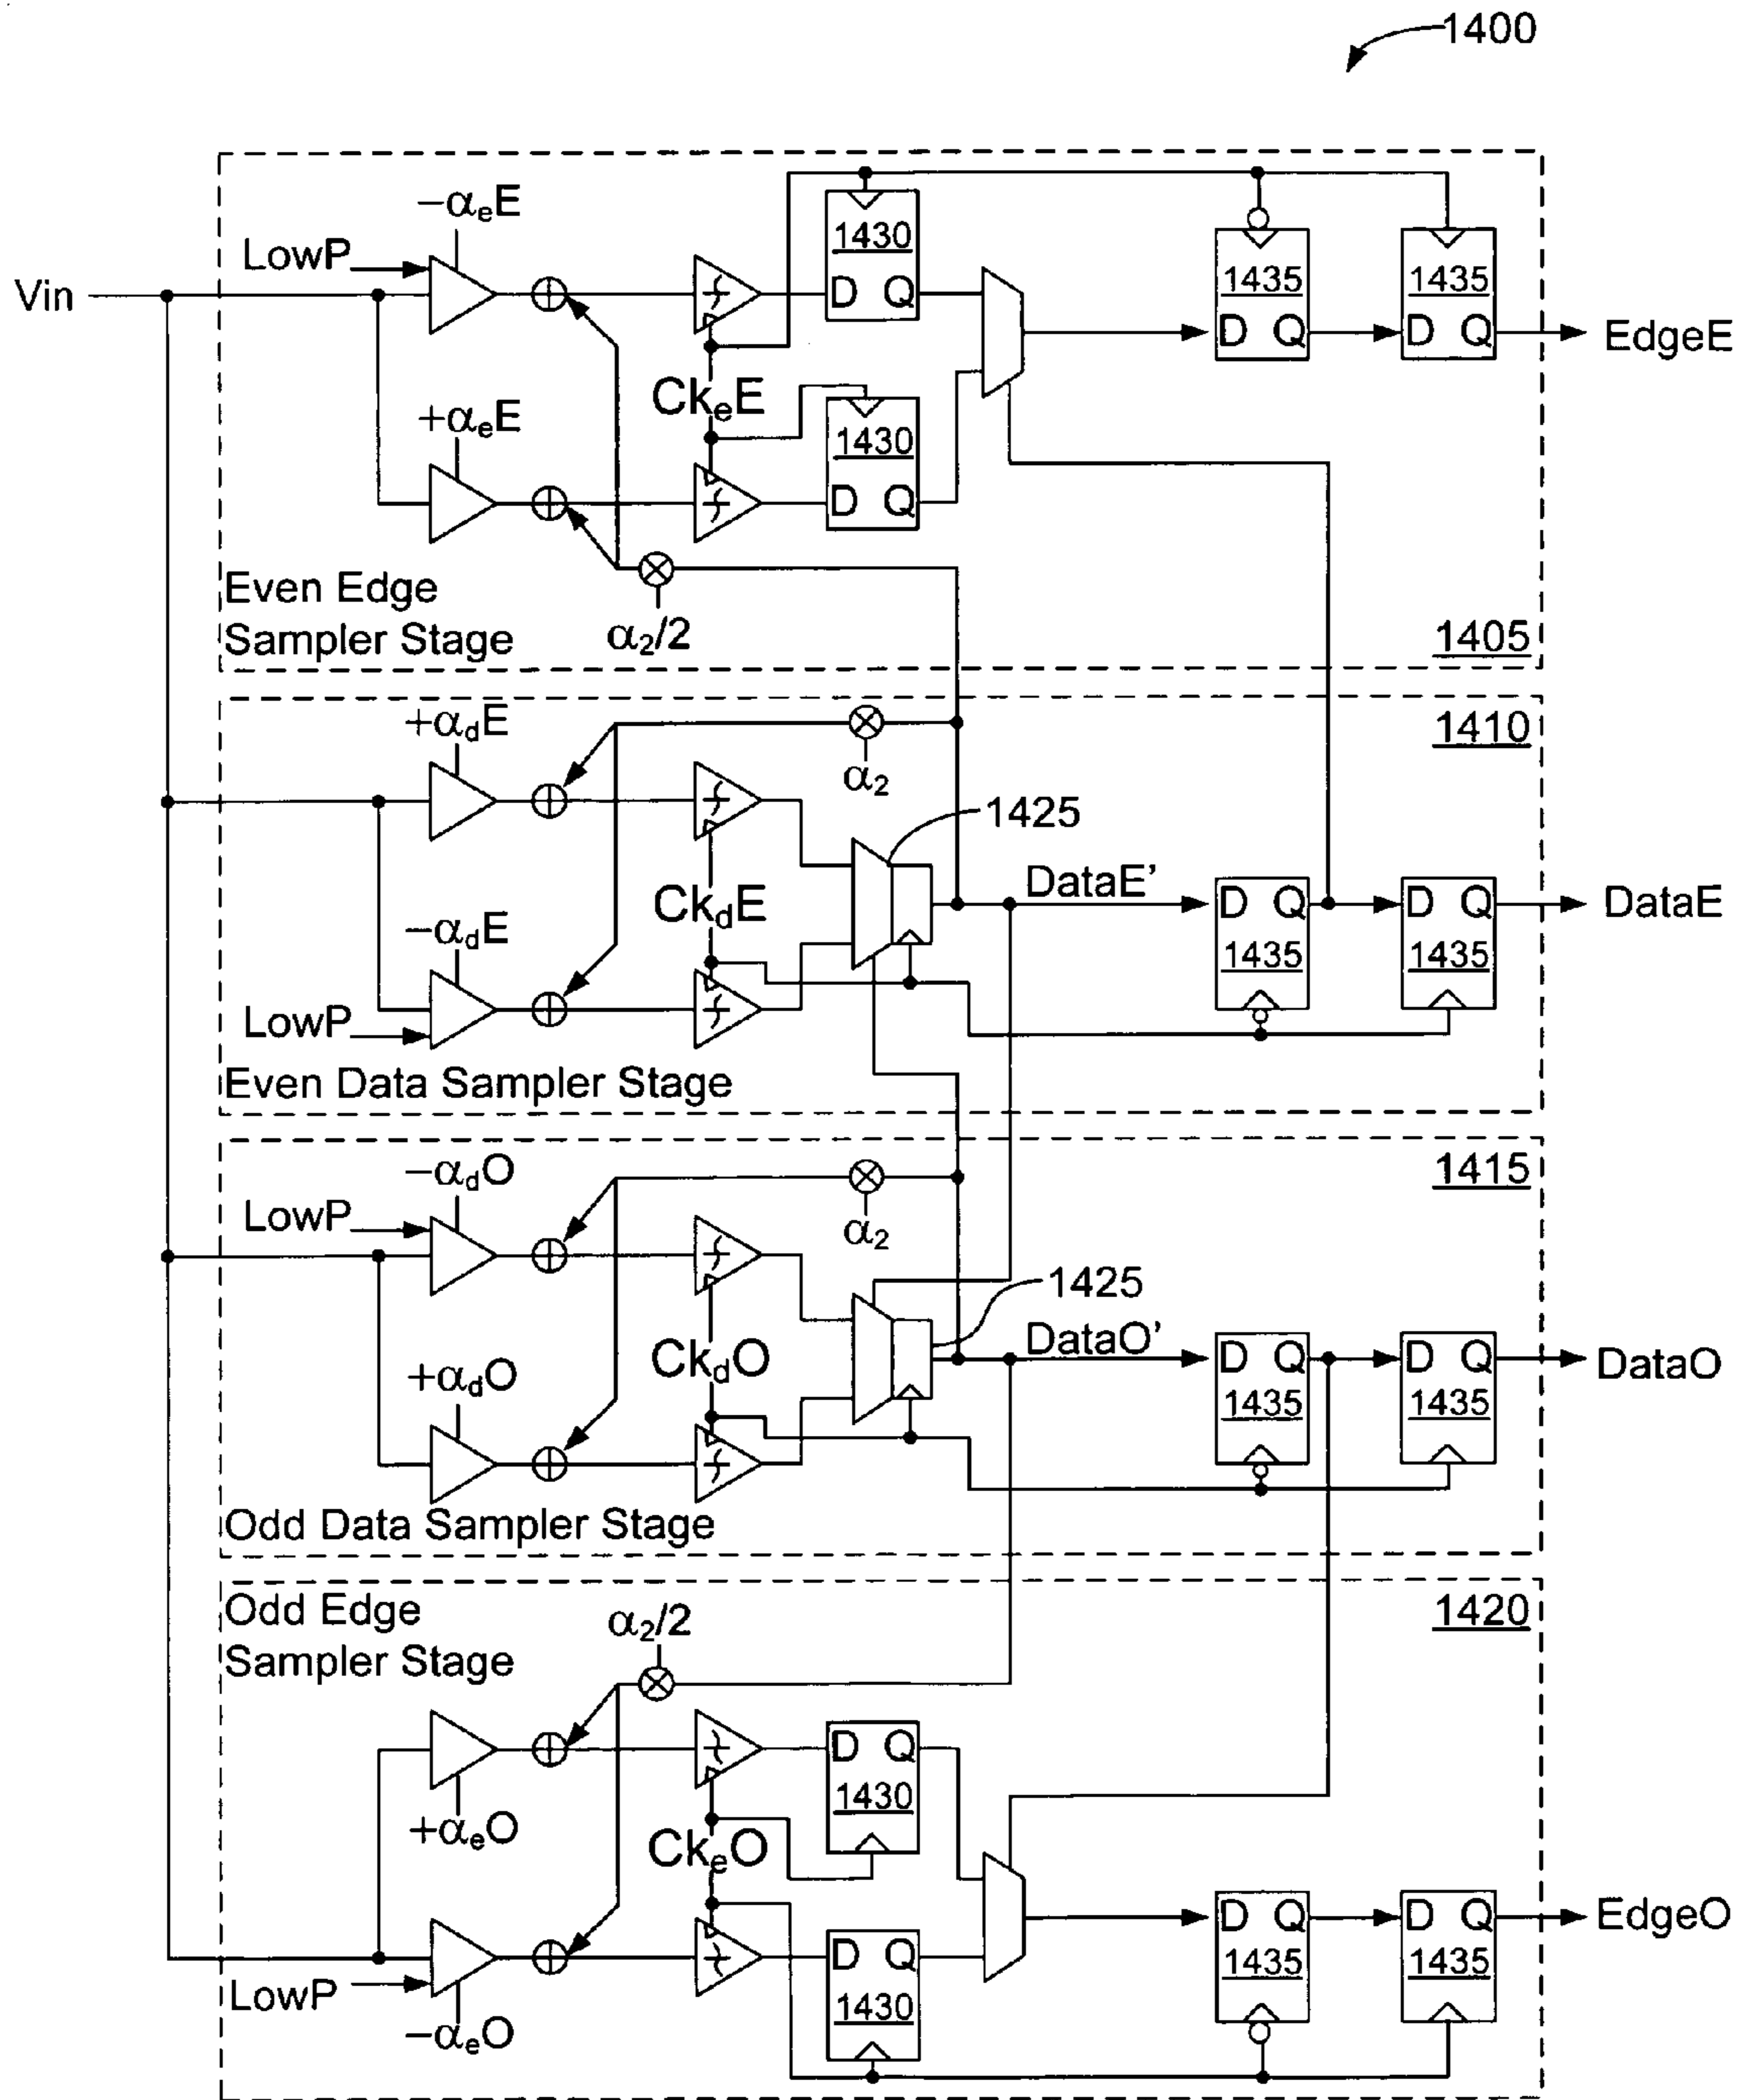 1400
−αeE
LowP
Vin
1430
D Q
1435
D Q
1435
D Q
EdgeE
CkeE
+αeE
1430
D Q
Even Edge
Sampler Stage
α2/2
1405
+αdE
α2
1410
1425
CkdE
DataE’
D Q
1435
D Q
1435
DataE
−αdE
LowP
Even Data Sampler Stage
−αdO
LowP
α2
1415
1425
CkdO
DataO’
D Q
1435
D Q
1435
DataO
+αdO
Odd Data Sampler Stage
Odd Edge
Sampler Stage
α2/2
1420
D Q
1430
+αeO
CkeO
D Q
1435
D Q
1435
EdgeO
D Q
1430
LowP
−αeO